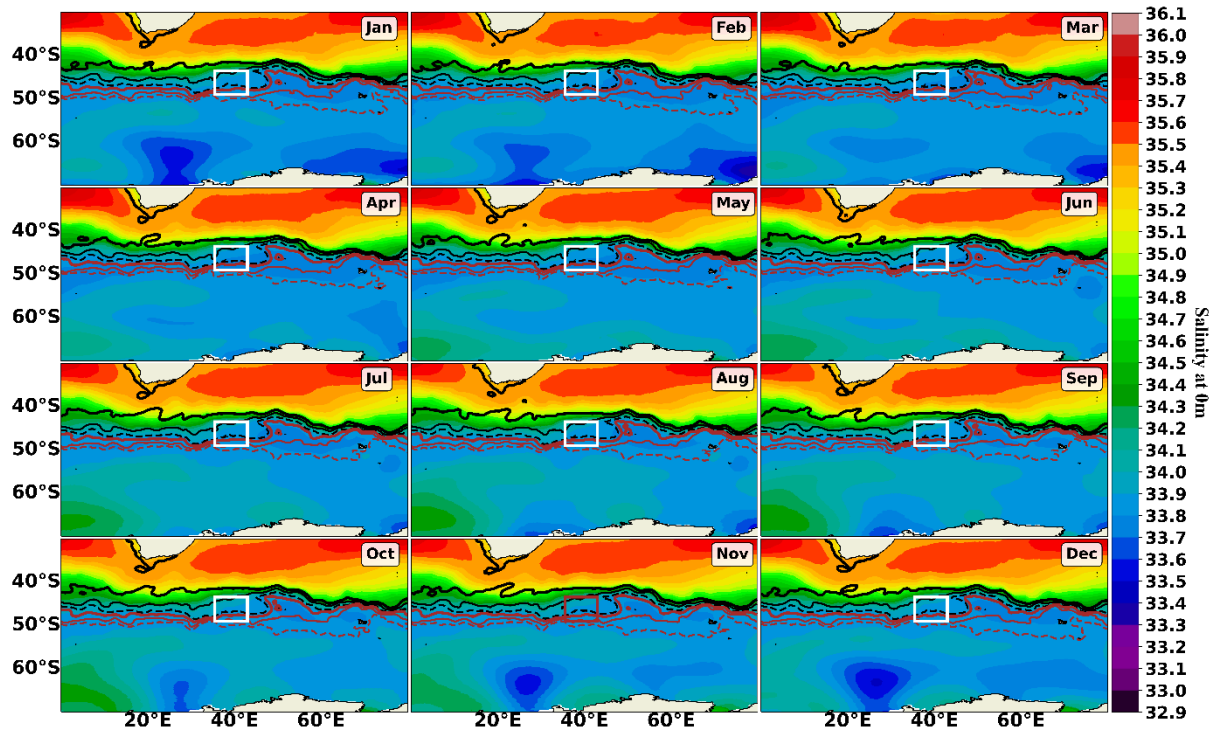 Jan
Feb
Mar
40°S
50°S
60°S
Apr
May
Jun
40°S
50°S
60°S
Jul
Aug
Sep
40°S
50°S
60°S
Oct
Nov
Dec
40°S
50°S
60°S
20°E 40°E 60°E
20°E 40°E 60°E
20°E 40°E 60°E
36.1
36.0
35.9
35.8
35.7
35.6
35.5
35.4
35.3
35.2
35.1
35.0
34.9
34.8
34.7
34.6
34.5
34.4
34.3
34.2
34.1
34.0
33.9
33.8
33.7
33.6
33.5
33.4
33.3
33.2
33.1
33.0
32.9
Salinity at 0m